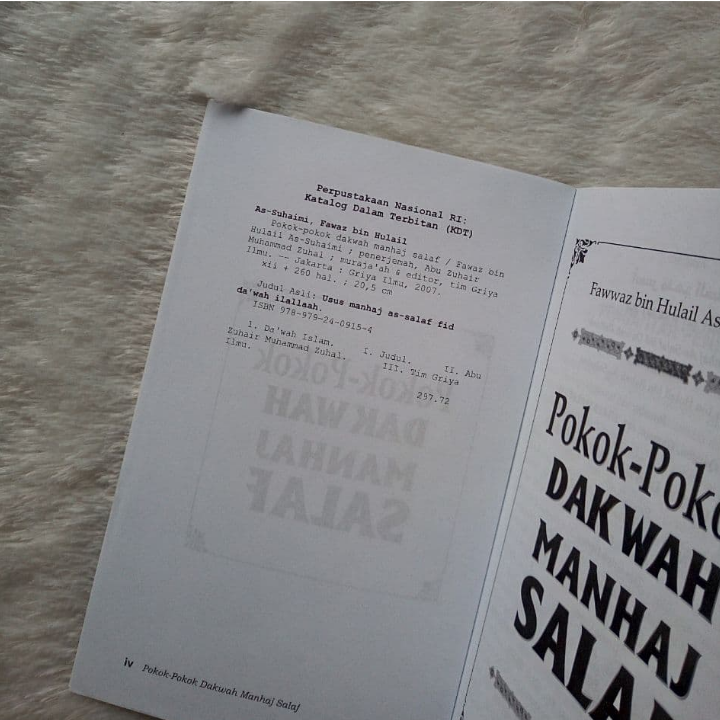 Perpustakaan Nasional RI:
Katalog Dalam Terbitan (KDT)
As-Suhaimi, Fawaz bin Hulail
Pokok-pokok dakwah manhaj salaf / Fawaz bin
Hulail As-Suhaimi ; penerjemah, Abu Zuhair
Muhammad Zuhal ; muraja'ah & editor, tim Griya
Ilmu. -- Jakarta : Griya Ilmu, 2007.
xii + 260 hal. ; 20,5 cm
Judul Asli: Usus manhaj as-salaf fid
da'wah ilallaah.
ISBN 978-979-24-0915-4
1. Da'wah Islam. I. Judul. II. Abu
Zuhair Muhammad Zuhal. III. Tim Griya
Ilmu.
297.72
iv Pokok-Pokok Dakwah Manhaj Salaf
Fawwaz bin Hulail As
Pokok-Poko
DAKWAH
MANHAJ
SALA